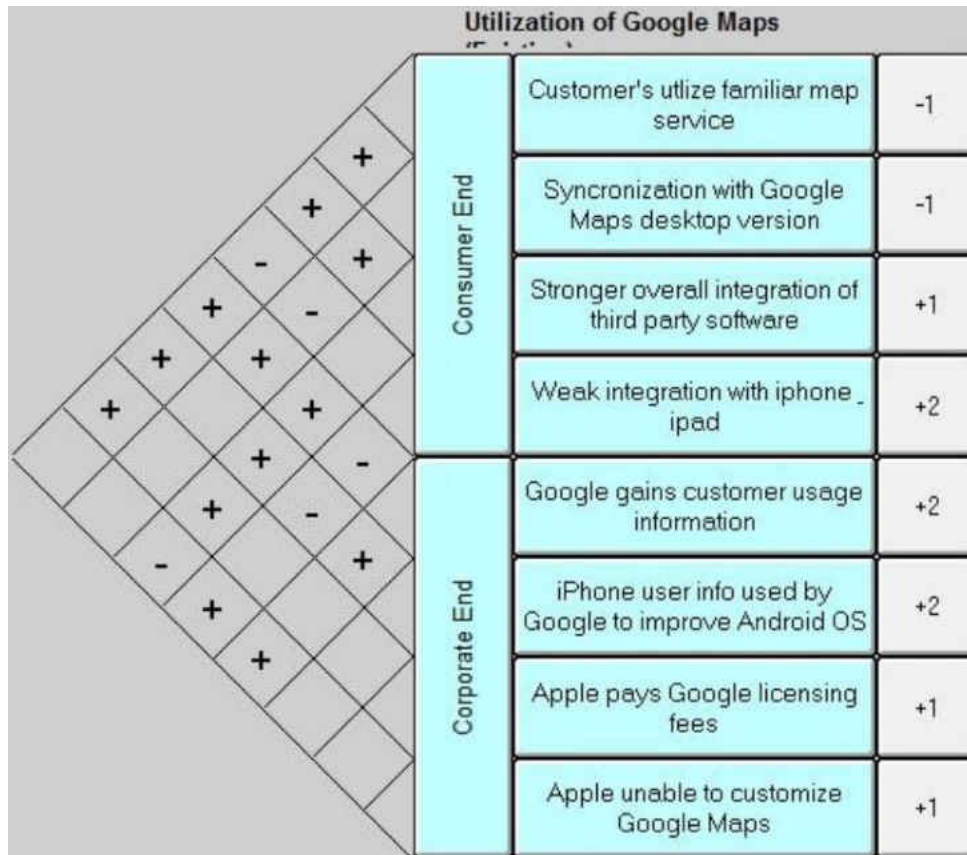 Utilization of Google Maps
+
+
- +
+ -
+ +
+ +
+ -
+ -
- +
+
+
Consumer End
Customer's utlize familiar map
service
-1
Syncronization with Google
Maps desktop version
-1
Stronger overall integration of
third party software
+1
Weak integration with iphone_
ipad
+2
Corporate End
Google gains customer usage
information
+2
iPhone user info used by
Google to improve Android OS
+2
Apple pays Google licensing
fees
+1
Apple unable to customize
Google Maps
+1